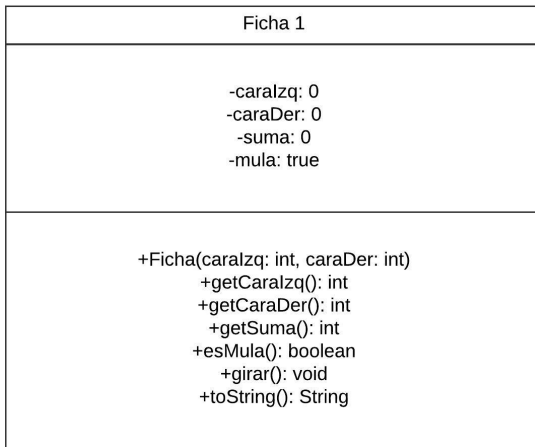 Ficha 1
-caraIzq: 0
-caraDer: 0
-suma: 0
-mula: true
+Ficha(caraIzq: int, caraDer: int)
+getCaraIzq(): int
+getCaraDer(): int
+getSuma(): int
+esMula(): boolean
+girar(): void
+toString(): String